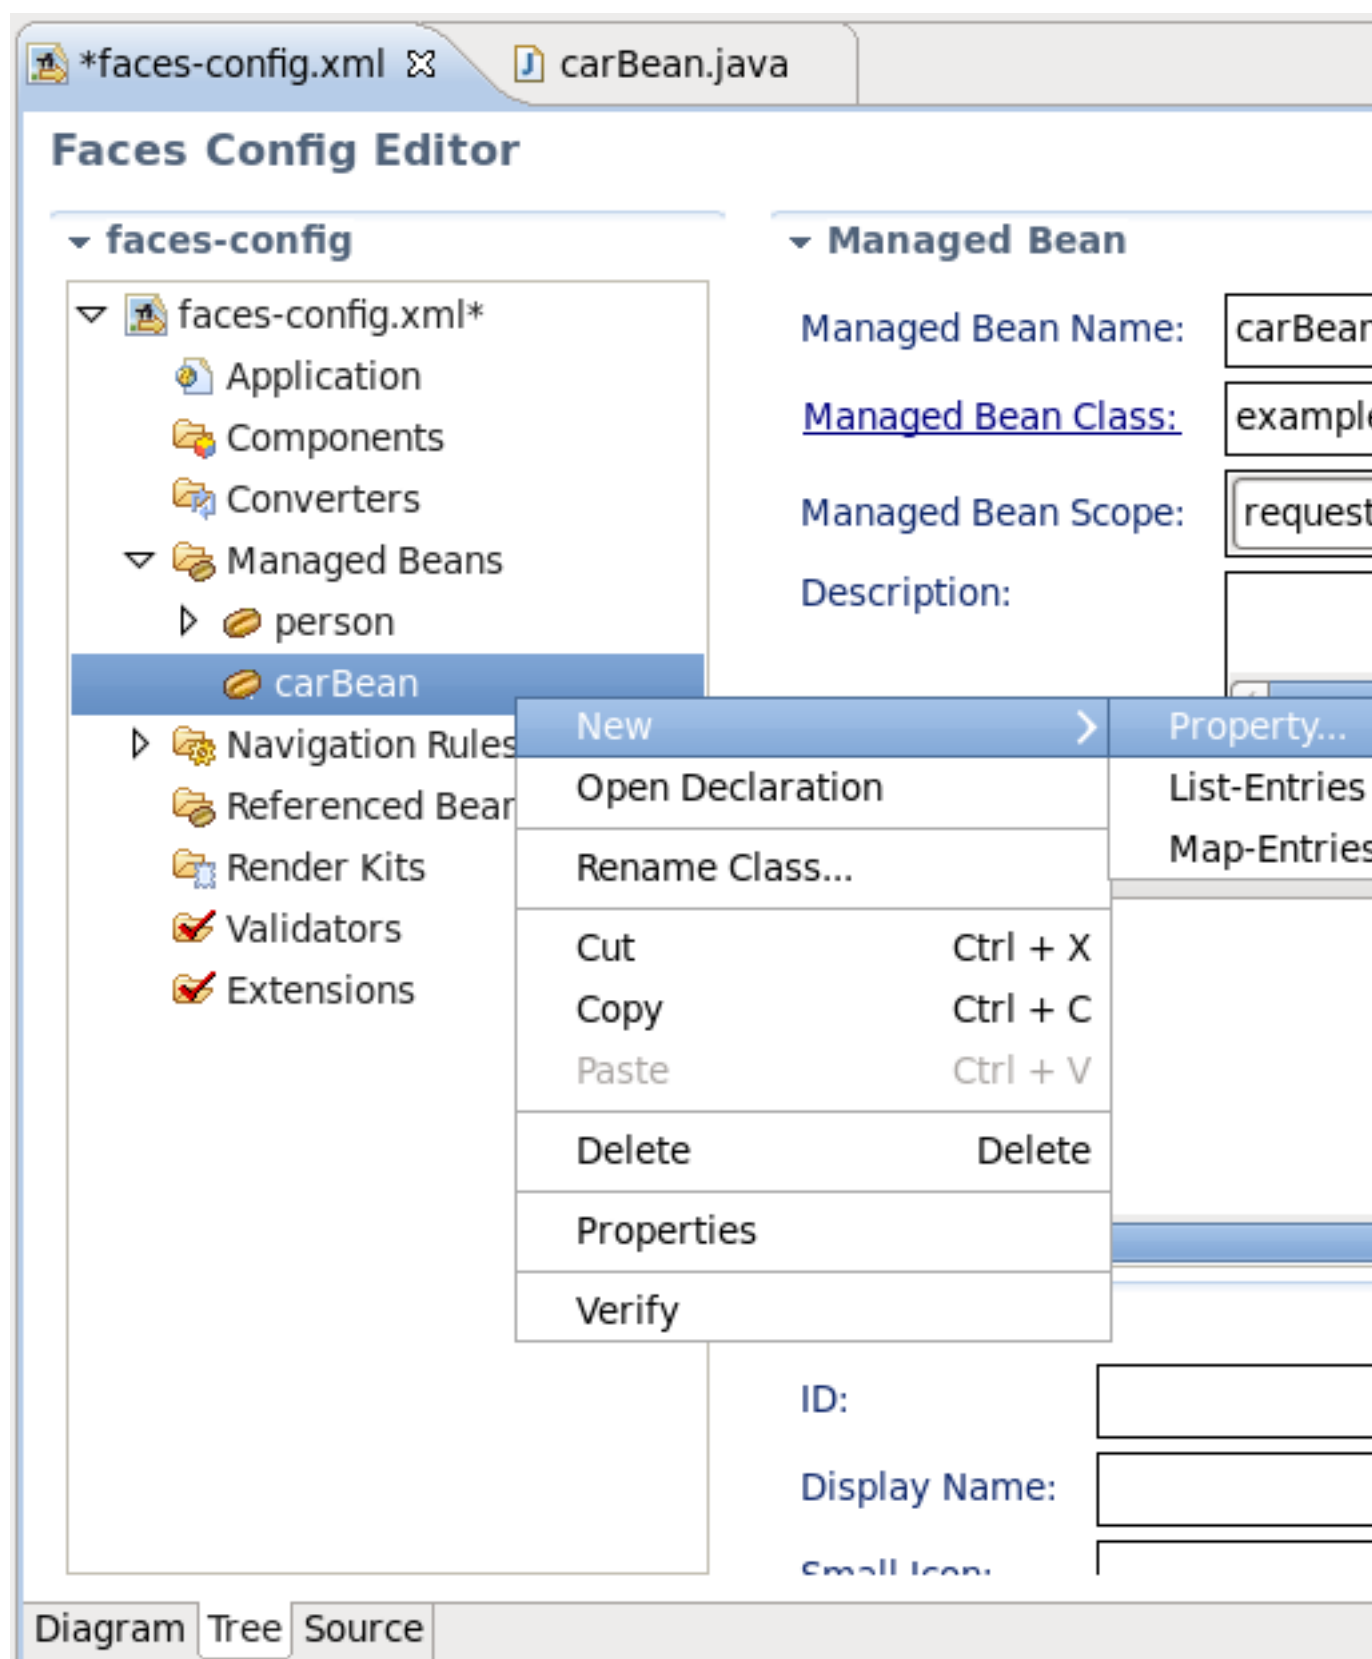 *faces-config.xml
carBean.java
Faces Config Editor
faces-config
faces-config.xml*
Application
Components
Converters
Managed Beans
person
carBean
Navigation Rules
Render Kits
Validators
Extensions
Managed Bean
Managed Bean Name:
Managed Bean Class:
Managed Bean Scope: request
Description:
New
Open Declaration
Rename Class...
Cut Ctrl + X
Copy Ctrl + C
Paste Ctrl + V
Delete Delete
Properties
Verify
Property...
List-Entries
Map-Entries
ID:
Display Name:
Small Icon:
Diagram Tree Source
Referenced